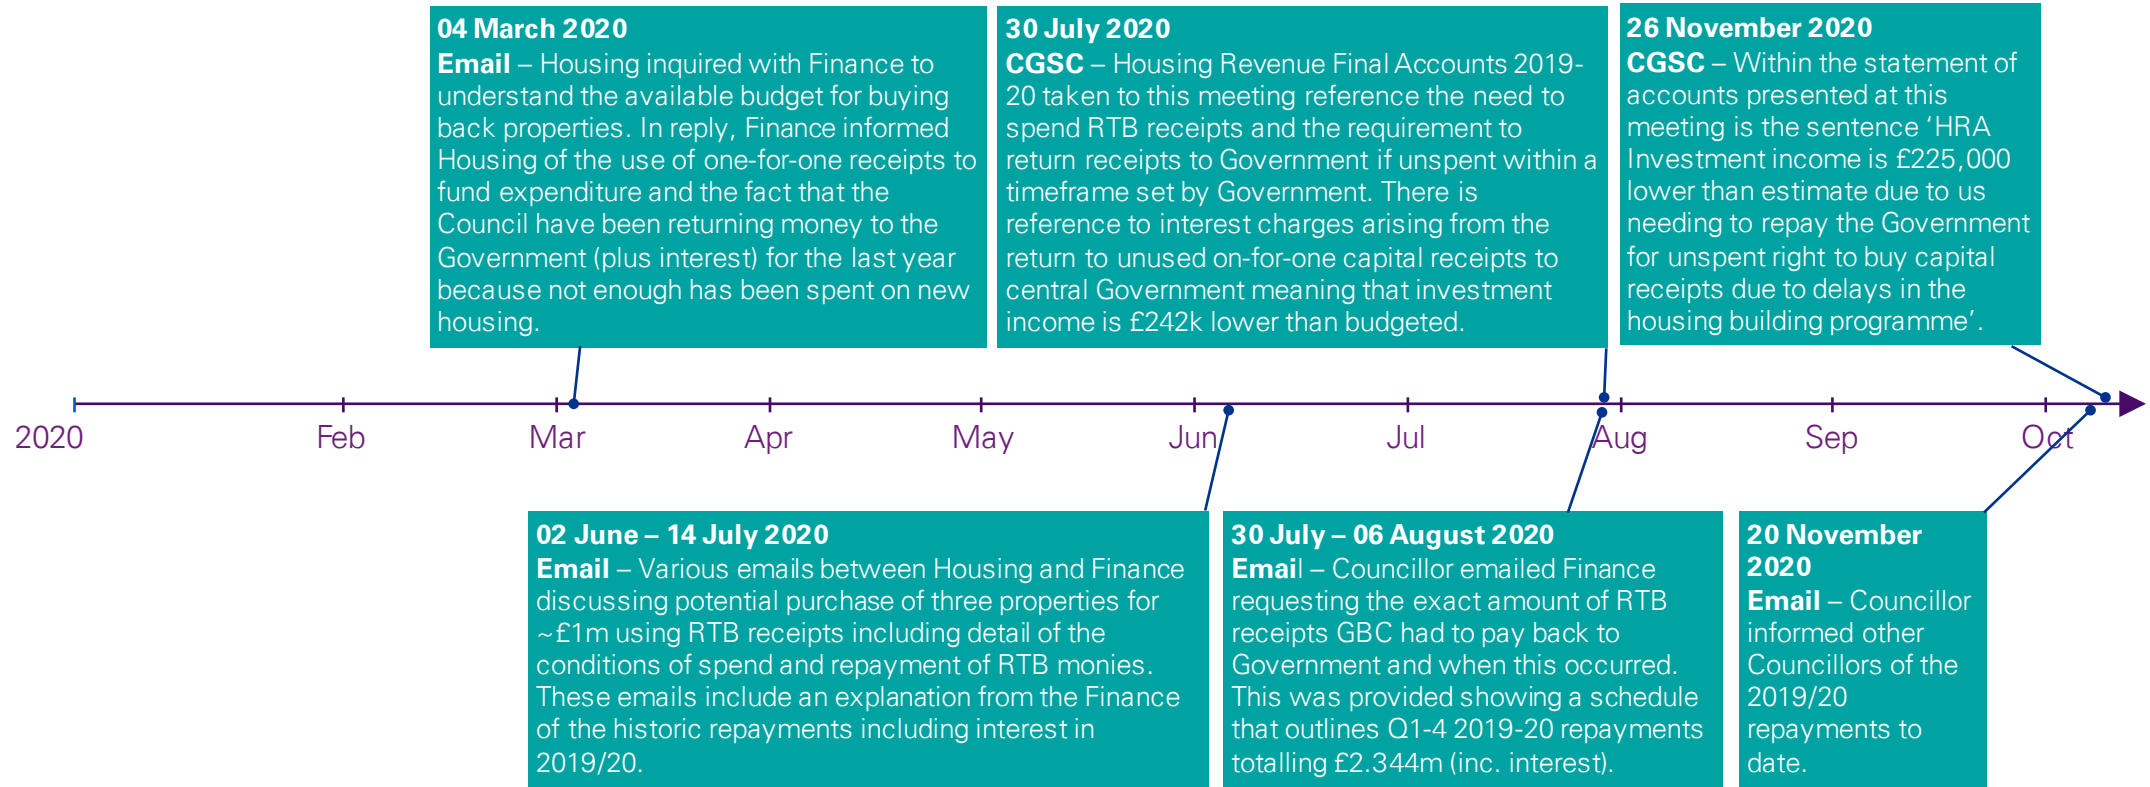 04 March 2020
Email – Housing inquired with Finance to
understand the available budget for buying
back properties. In reply, Finance informed
Housing of the use of one-for-one receipts to
fund expenditure and the fact that the
Council have been returning money to the
Government (plus interest) for the last year
because not enough has been spent on new
housing.
30 July 2020
CGSC – Housing Revenue Final Accounts 2019-
20 taken to this meeting reference the need to
spend RTB receipts and the requirement to
return receipts to Government if unspent within a
timeframe set by Government. There is
reference to interest charges arising from the
return to unused on-for-one capital receipts to
central Government meaning that investment
income is £242k lower than budgeted.
26 November 2020
CGSC – Within the statement of
accounts presented at this
meeting is the sentence ‘HRA
Investment income is £225,000
lower than estimate due to us
needing to repay the Government
for unspent right to buy capital
receipts due to delays in the
housing building programme’.
2020
Feb
Mar
Apr
May
Jun
Jul
Aug
Sep
Oct
02 June – 14 July 2020
Email – Various emails between Housing and Finance
discussing potential purchase of three properties for
~£1m using RTB receipts including detail of the
conditions of spend and repayment of RTB monies.
These emails include an explanation from the Finance
of the historic repayments including interest in
2019/20.
30 July – 06 August 2020
Email – Councillor emailed Finance
requesting the exact amount of RTB
receipts GBC had to pay back to
Government and when this occurred.
This was provided showing a schedule
that outlines Q1-4 2019-20 repayments
totalling £2.344m (inc. interest).
20 November
2020
Email – Councillor
informed other
Councillors of the
2019/20
repayments to
date.